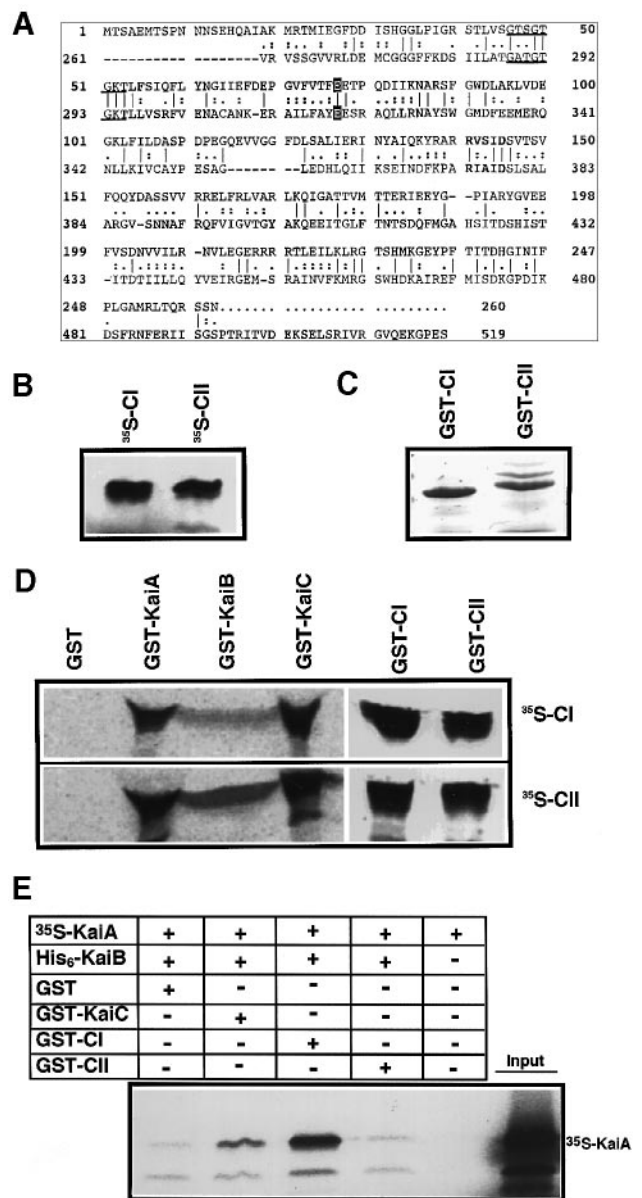 A
1 MTSAEMTSPN NNSEHQAIAK MRTMIEGFDD ISHGGLPIGR STLVSGTSGT 50
261 ----------VR VSSGVVRLDE MCGGGFFKDS IILATGATGT 292
51 GKTLFSIQFL YNGIIEFDEP GVFVTFEETP QDIIKNARSF GWDLAKLVDE 100
293 GKTLLVSRFV ENACANK-ER AILFAYEESR AQLLRNAYSW GMDFEEMERQ 341
101 GKLFILDASP DPEGQEVVGG FDLSALIERI NYAIQKYRAR RVSIDSVTSV 150
342 NLLKIVCAYP ESAG------ -LEDHLQII KSEINDFKPA RIAIDSLSAL 383
151 FQQYDASSVV RRELFRLVAR LKQIGATTVM TTERIEEYG- -PIARYGVEE 198
384 ARGV-SNNAF RQFVIGVTGY AKQEEITGLF TNTSDQFMGA HSITDSHIST 432
199 FVSDNVVILR -NVLEGERRR RTLEILKLRG TSHMKGEYPF TITDHGINIF 247
433 -ITDTIILLQ YVEIRGEM-S RAINVFKMRG SWHDKAIREF MISDKGPDIK 480
248 PLGAMRLTQR SSN....... .......... .......... 260
481 DSFRNFERII SGSPTRITVD EKSELSRIVR GVQEKGPES 519
B
35S-CI
35S-CII
C
GST-CI
GST-CII
D
GST
GST-KaiA
GST-KaiB
GST-KaiC
GST-CI
GST-CII
35S-CI
35S-CII
E
35S-KaiA + + + + +
His6-KaiB + + + + -
GST + - - - -
GST-KaiC - + - - -
GST-CI - - + - -
GST-CII - - - + -
Input
35S-KaiA